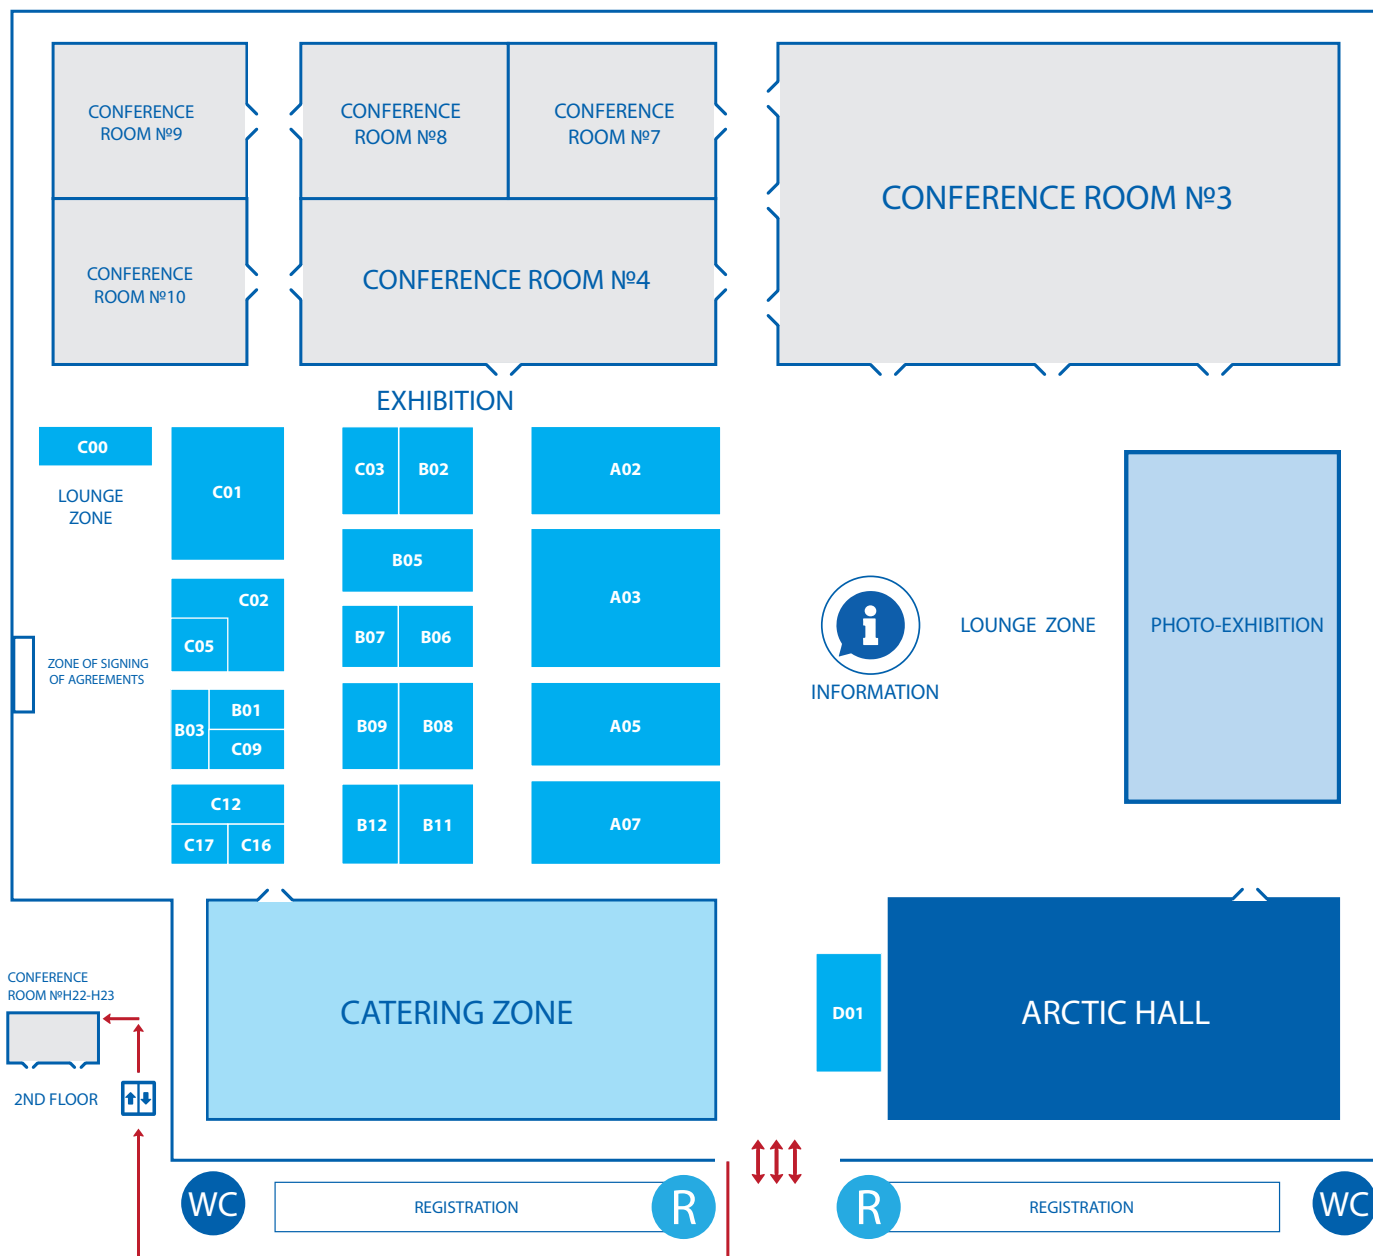 CONFERENCE
ROOM №9
CONFERENCE
ROOM №8
CONFERENCE
ROOM №7
CONFERENCE ROOM №3
CONFERENCE
ROOM №10
CONFERENCE ROOM №4
EXHIBITION
C00
LOUNGE
ZONE
C01
C03
B02
A02
B05
A03
C02
C05
B07
B06
ZONE OF SIGNING
OF AGREEMENTS
B03
B01
C09
B09
B08
A05
C12
C17
C16
B12
B11
A07
i
INFORMATION
LOUNGE ZONE
PHOTO-EXHIBITION
CATERING ZONE
D01
ARCTIC HALL
CONFERENCE
ROOM №H22-H23
2ND FLOOR
WC
REGISTRATION
R
R
REGISTRATION
WC